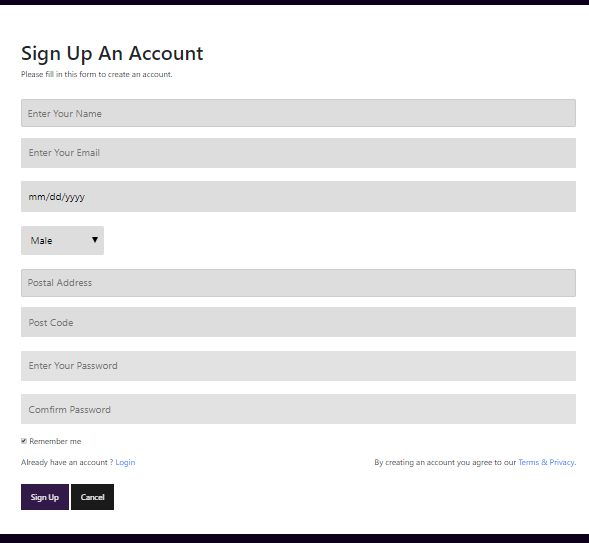 Sign Up An Account
Please fill in this form to create an account.
Enter Your Name
Enter Your Email
mm/dd/yyyy
Male
Postal Address
Post Code
Enter Your Password
Comfirm Password
Remember me
Already have an account ? Login
By creating an account you agree to our Terms & Privacy.
Sign Up
Cancel